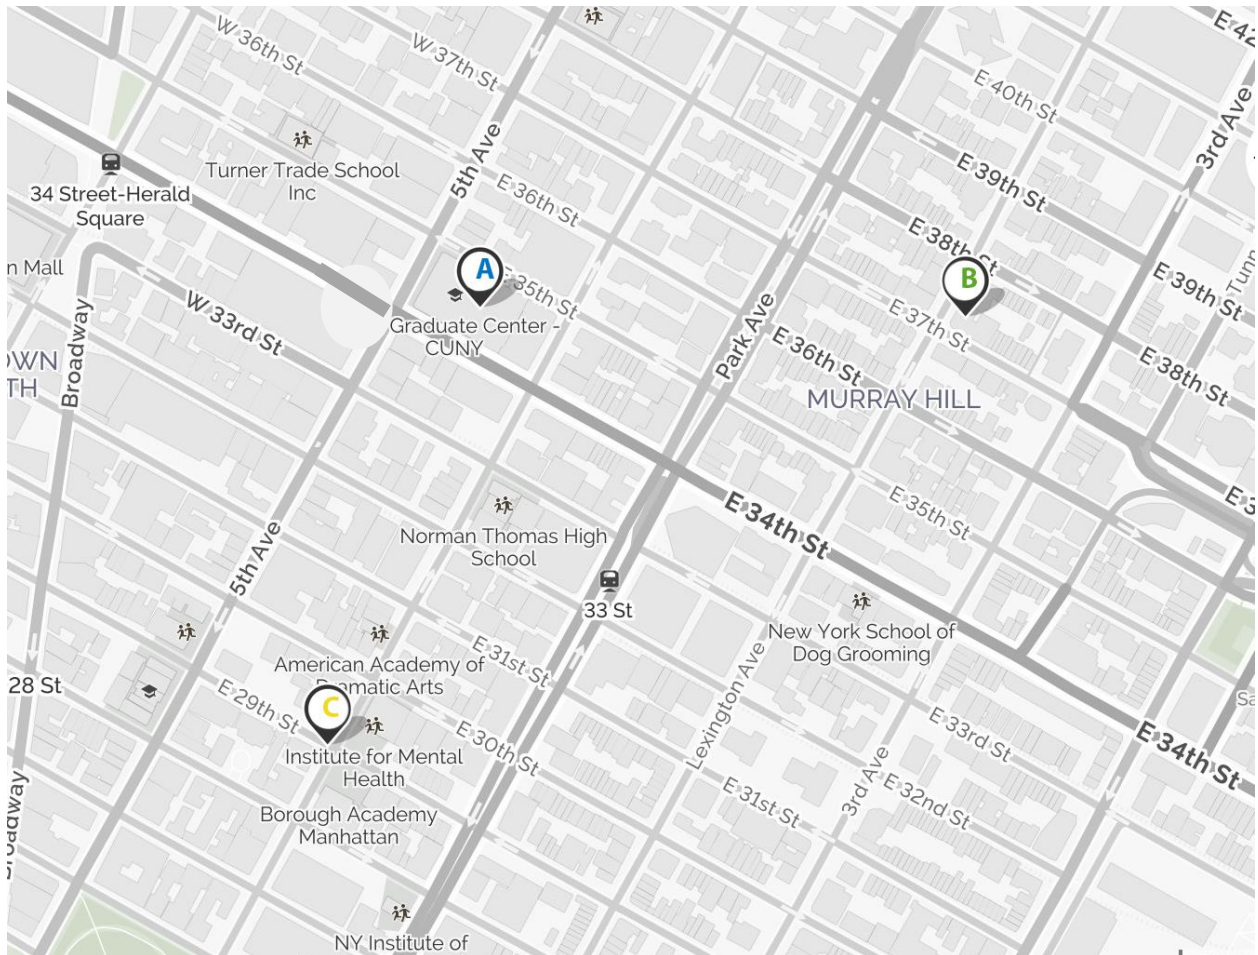 W 36th St
W 37th St
E 42
E 40th St
3rd Ave
5th Ave
Turner Trade School
Inc
E 39th St
34 Street-Herald
Square
E 36th St
E 38th St
n Mall
A
E 35th St
B
E 39th St
Tunn
W 33rd St
Graduate Center -
CUNY
E 37th St
Park Ave
Broadway
OWN
TH
E 36th St
E 38th St
MURRAY HILL
E 35th St
E 3
E 34th St
Norman Thomas High
School
5th Ave
33 St
New York School of
Dog Grooming
E 31st St
American Academy of
Dramatic Arts
28 St
E 29th St
C
Lexington Ave
Sa
E 33rd St
E 34th St
E 30th St
Institute for Mental
Health
3rd Ave
E 32nd St
E 31st St
Broadway
Borough Academy
Manhattan
NY Institute of